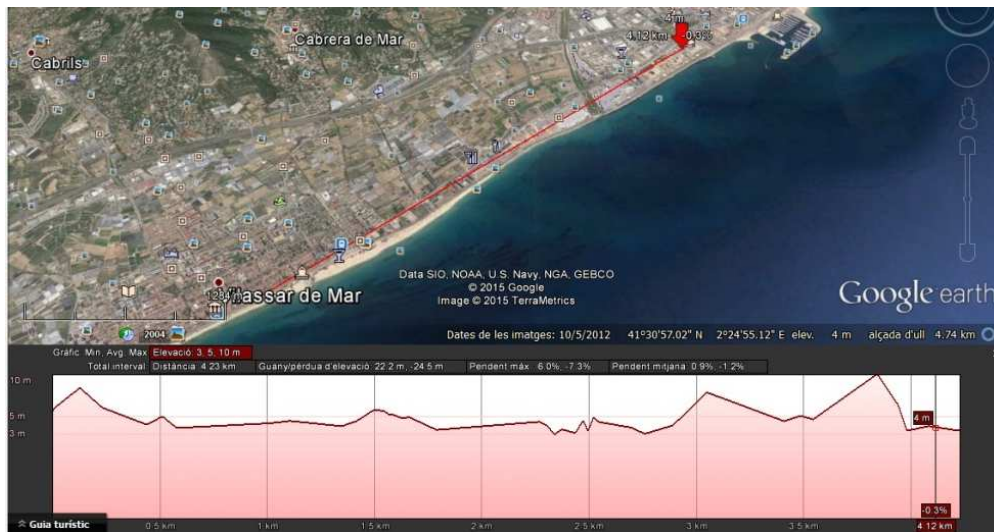 4 m
4.12 km -0.3%
Cabrera de Mar
Cabrils
Data SIO, NOAA, U.S. Navy, NGA, GEBCO
© 2015 Google
Image © 2015 TerraMetrics
Vilassar de Mar
Google earth
2004
Dates de les imatges: 10/5/2012 41°30'57.02" N 2°24'55.12" E elev. 4 m alçada d'ull 4.74 km
Gràfic: Min, Avg, Max Elevació: 3, 5, 10 m
Total interval: Distància: 4.23 km Guany/pèrdua d'elevació: 22.2 m, -24.5 m Pendent màx: 6.0%, -7.3% Pendent mitjana: 0.9%, -1.2%
10 m
5 m
3 m
4 m
-0.3%
Guia turístic
0.5 km 1 km 1.5 km 2 km 2.5 km 3 km 3.5 km 4.12 km